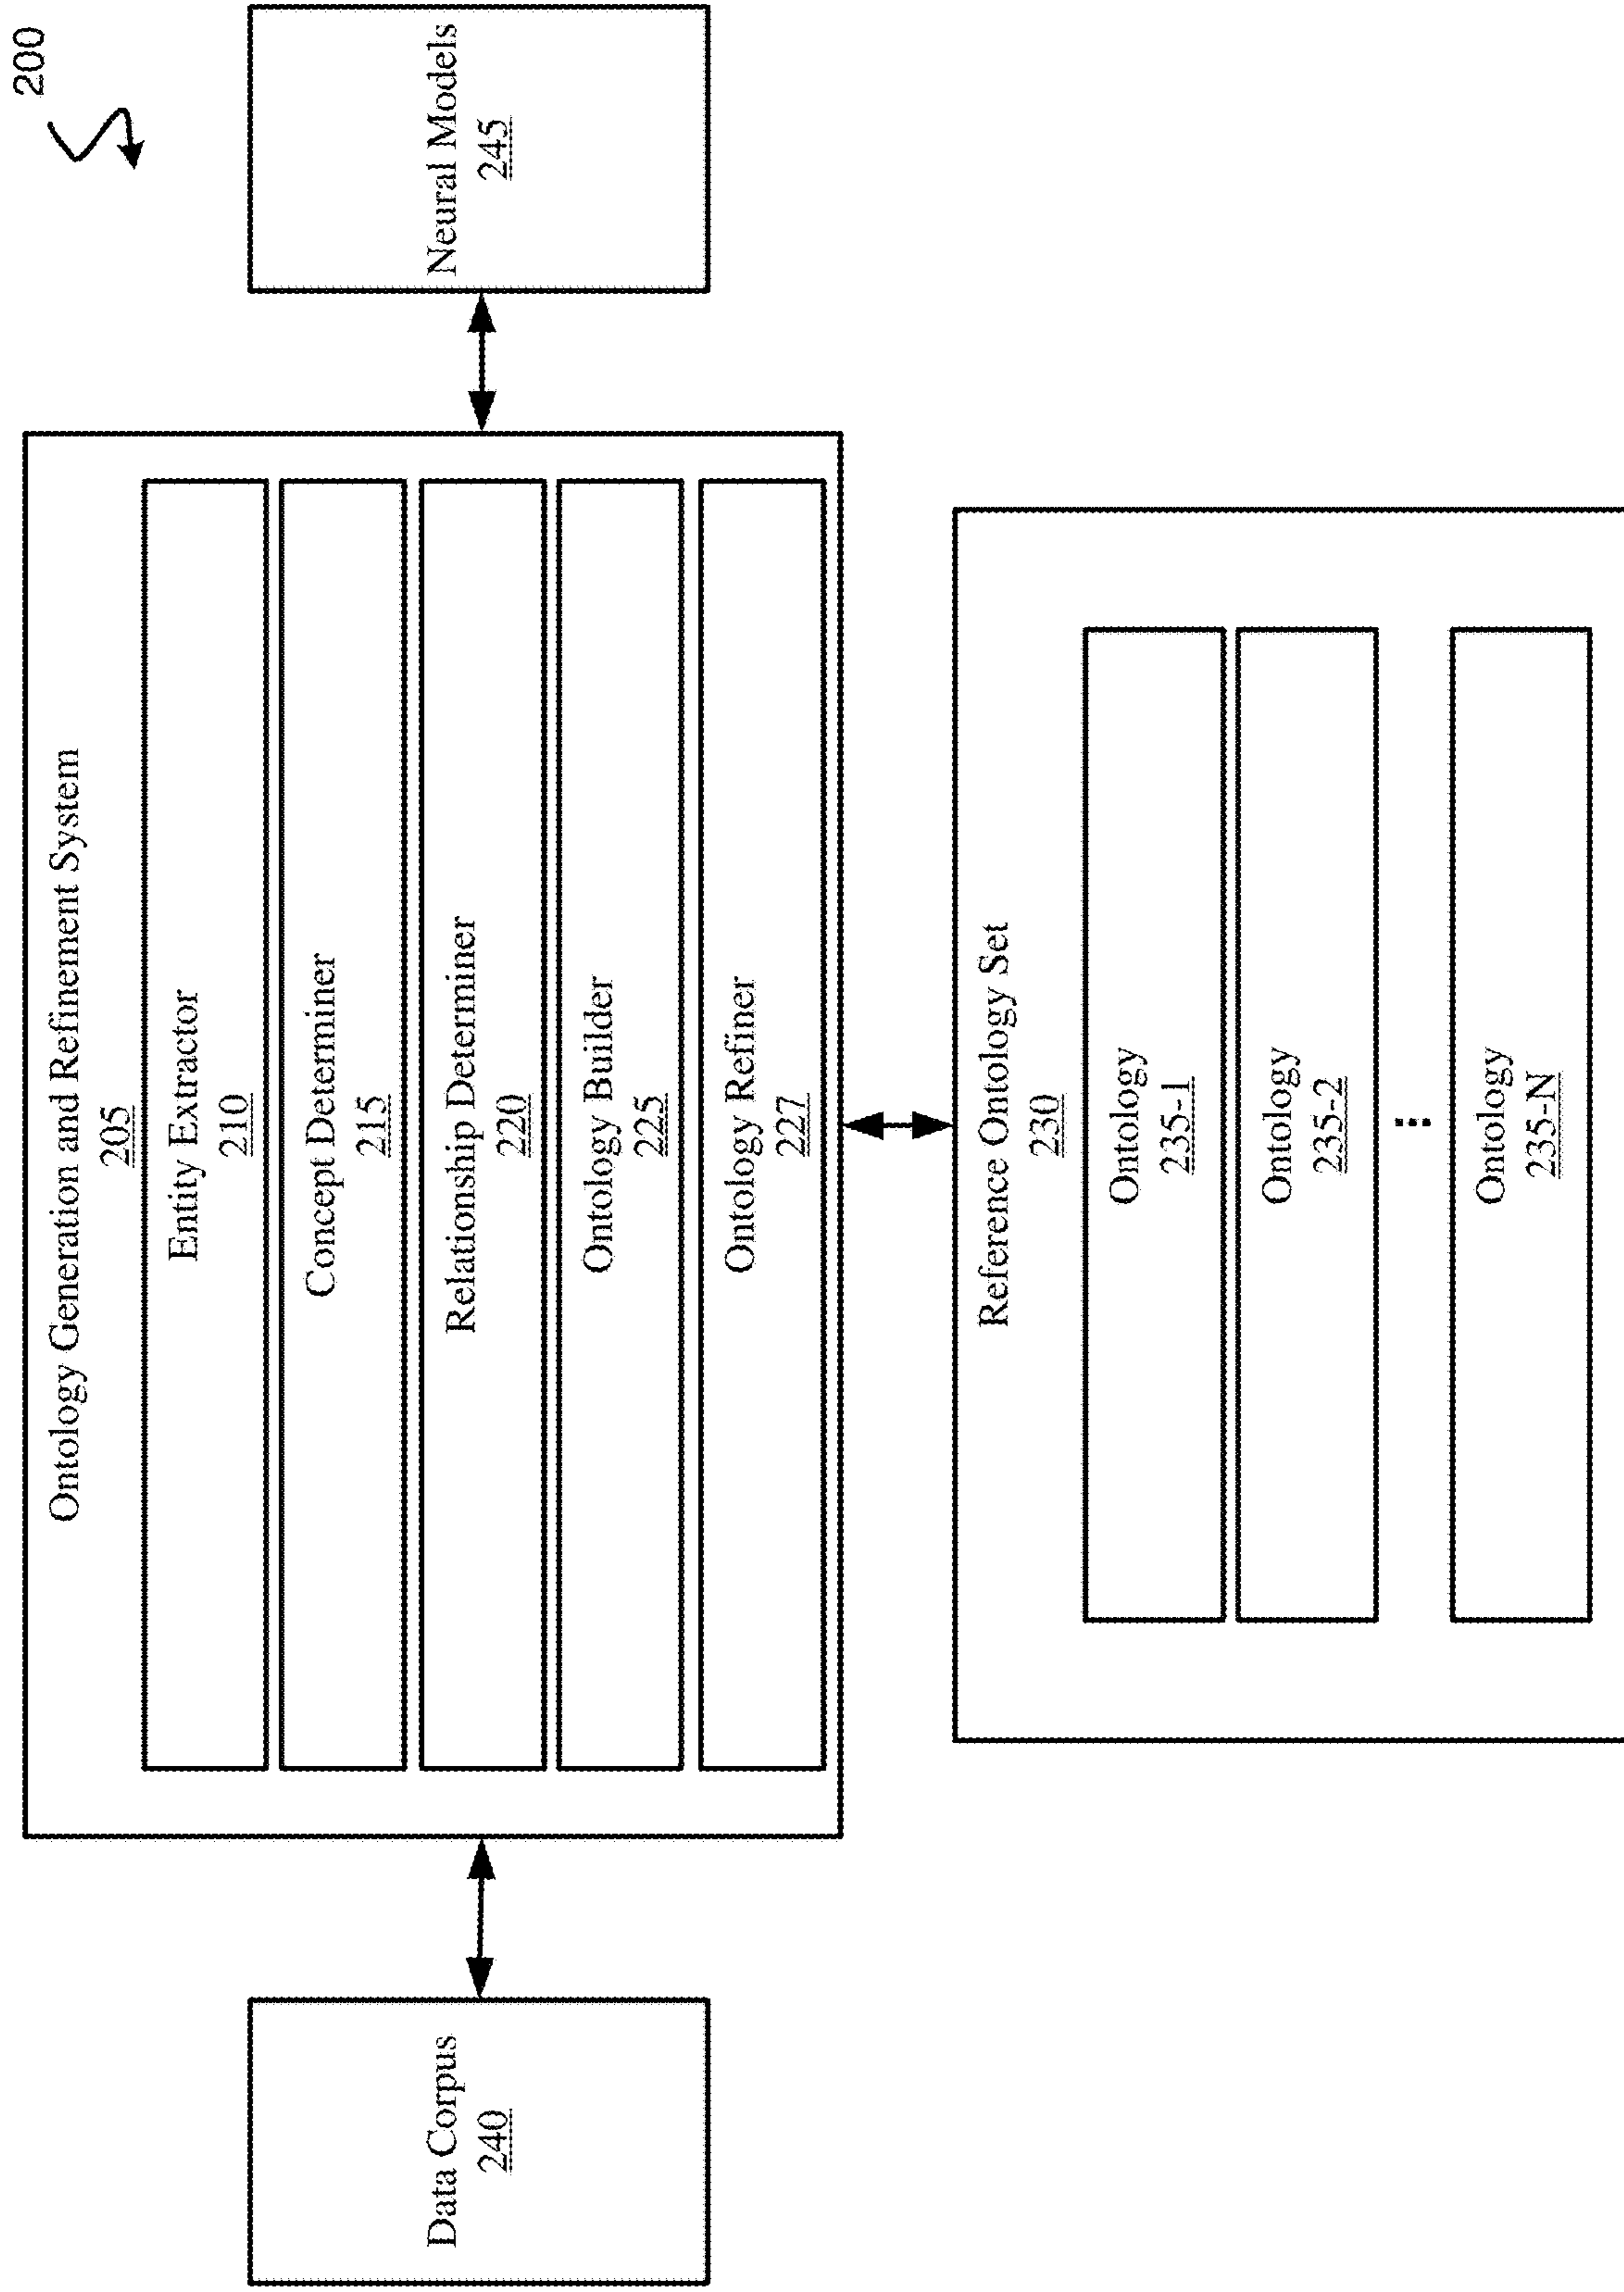 200
Ontology Generation and Refinement System
205
Entity Extractor
210
Concept Determiner
215
Relationship Determiner
220
Ontology Builder
225
Ontology Refiner
227
Data Corpus
240
Neural Models
245
Reference Ontology Set
230
Ontology
235-1
Ontology
235-2
...
Ontology
235-N